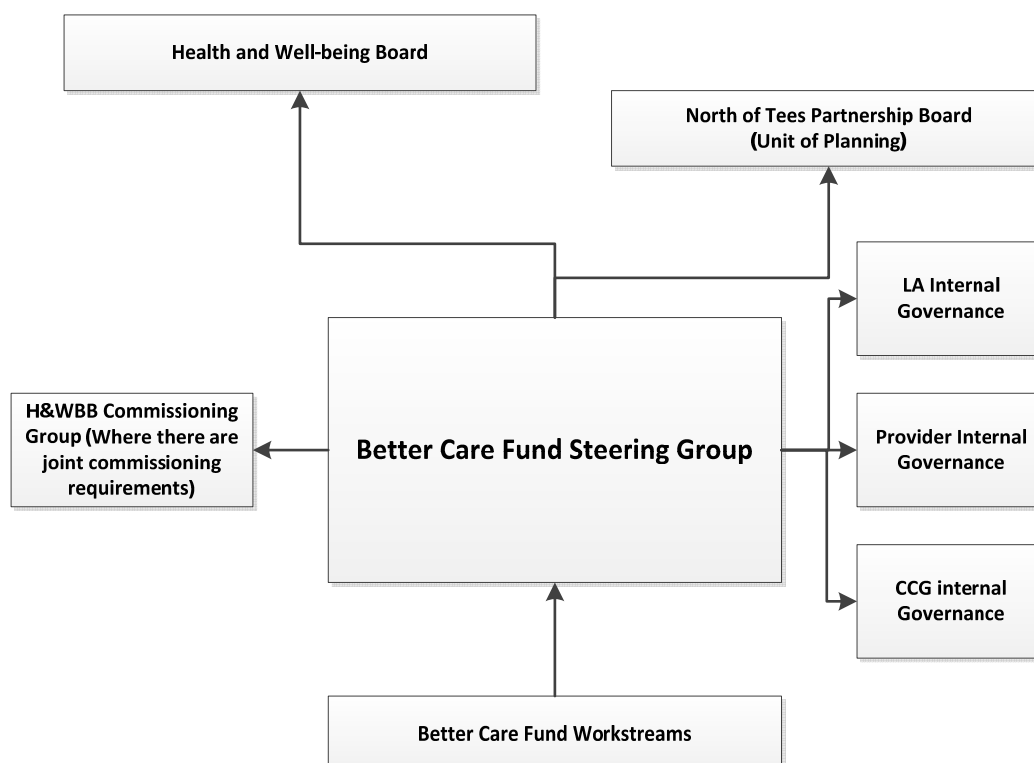 Health and Well-being Board
North of Tees Partnership Board
(Unit of Planning)
LA Internal
Governance
H&WBB Commissioning
Group (Where there are
joint commissioning
requirements)
Better Care Fund Steering Group
Provider Internal
Governance
CCG internal
Governance
Better Care Fund Workstreams